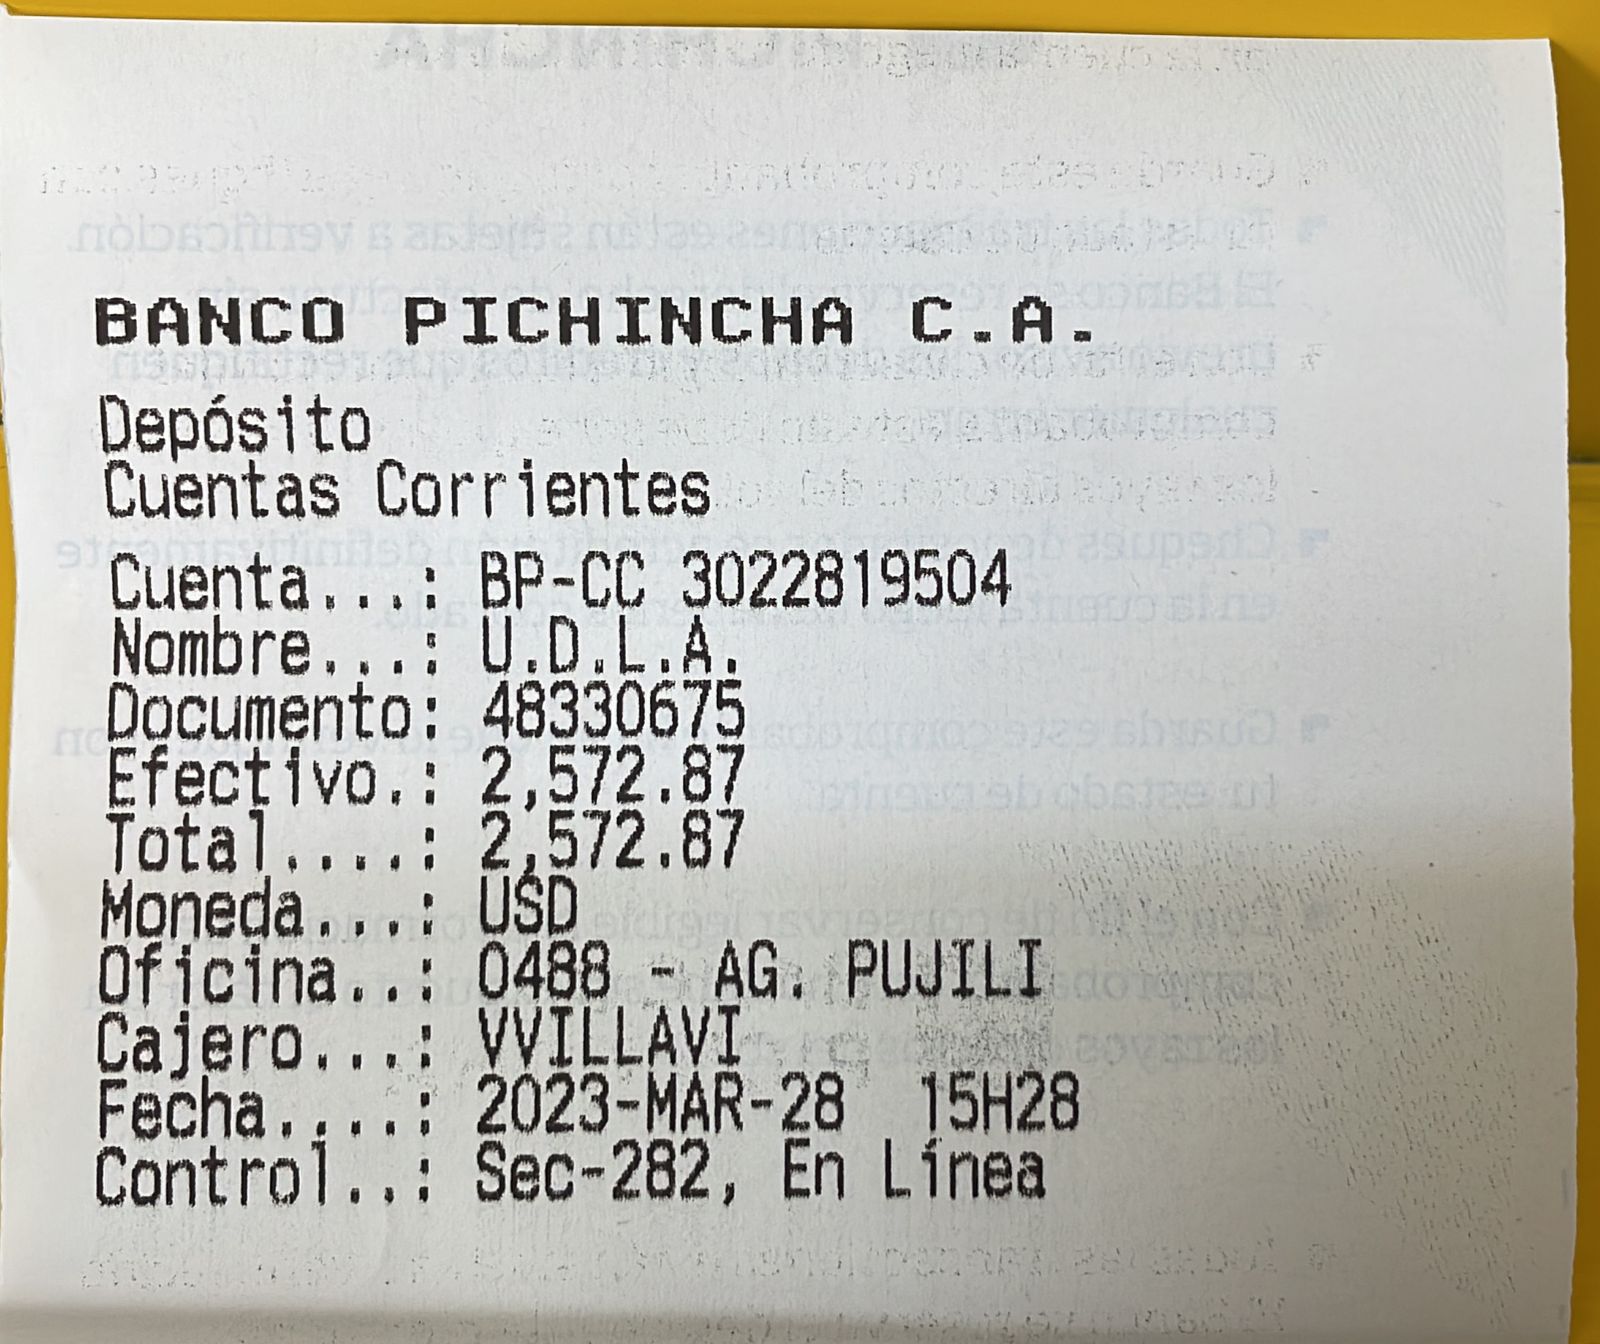 BANCO PICHINCHA C.A.
Depósito
Cuentas Corrientes
Cuenta...: BP-CC 3022819504
Nombre...: U.D.L.A.
Documento: 48330675
Efectivo.: 2,572.87
Total....: 2,572.87
Moneda...: USD
Oficina..: 0488 - AG. PUJILI
Cajero...: VVILLAVI
Fecha....: 2023-MAR-28 15H28
Control..: Sec-282, En Línea